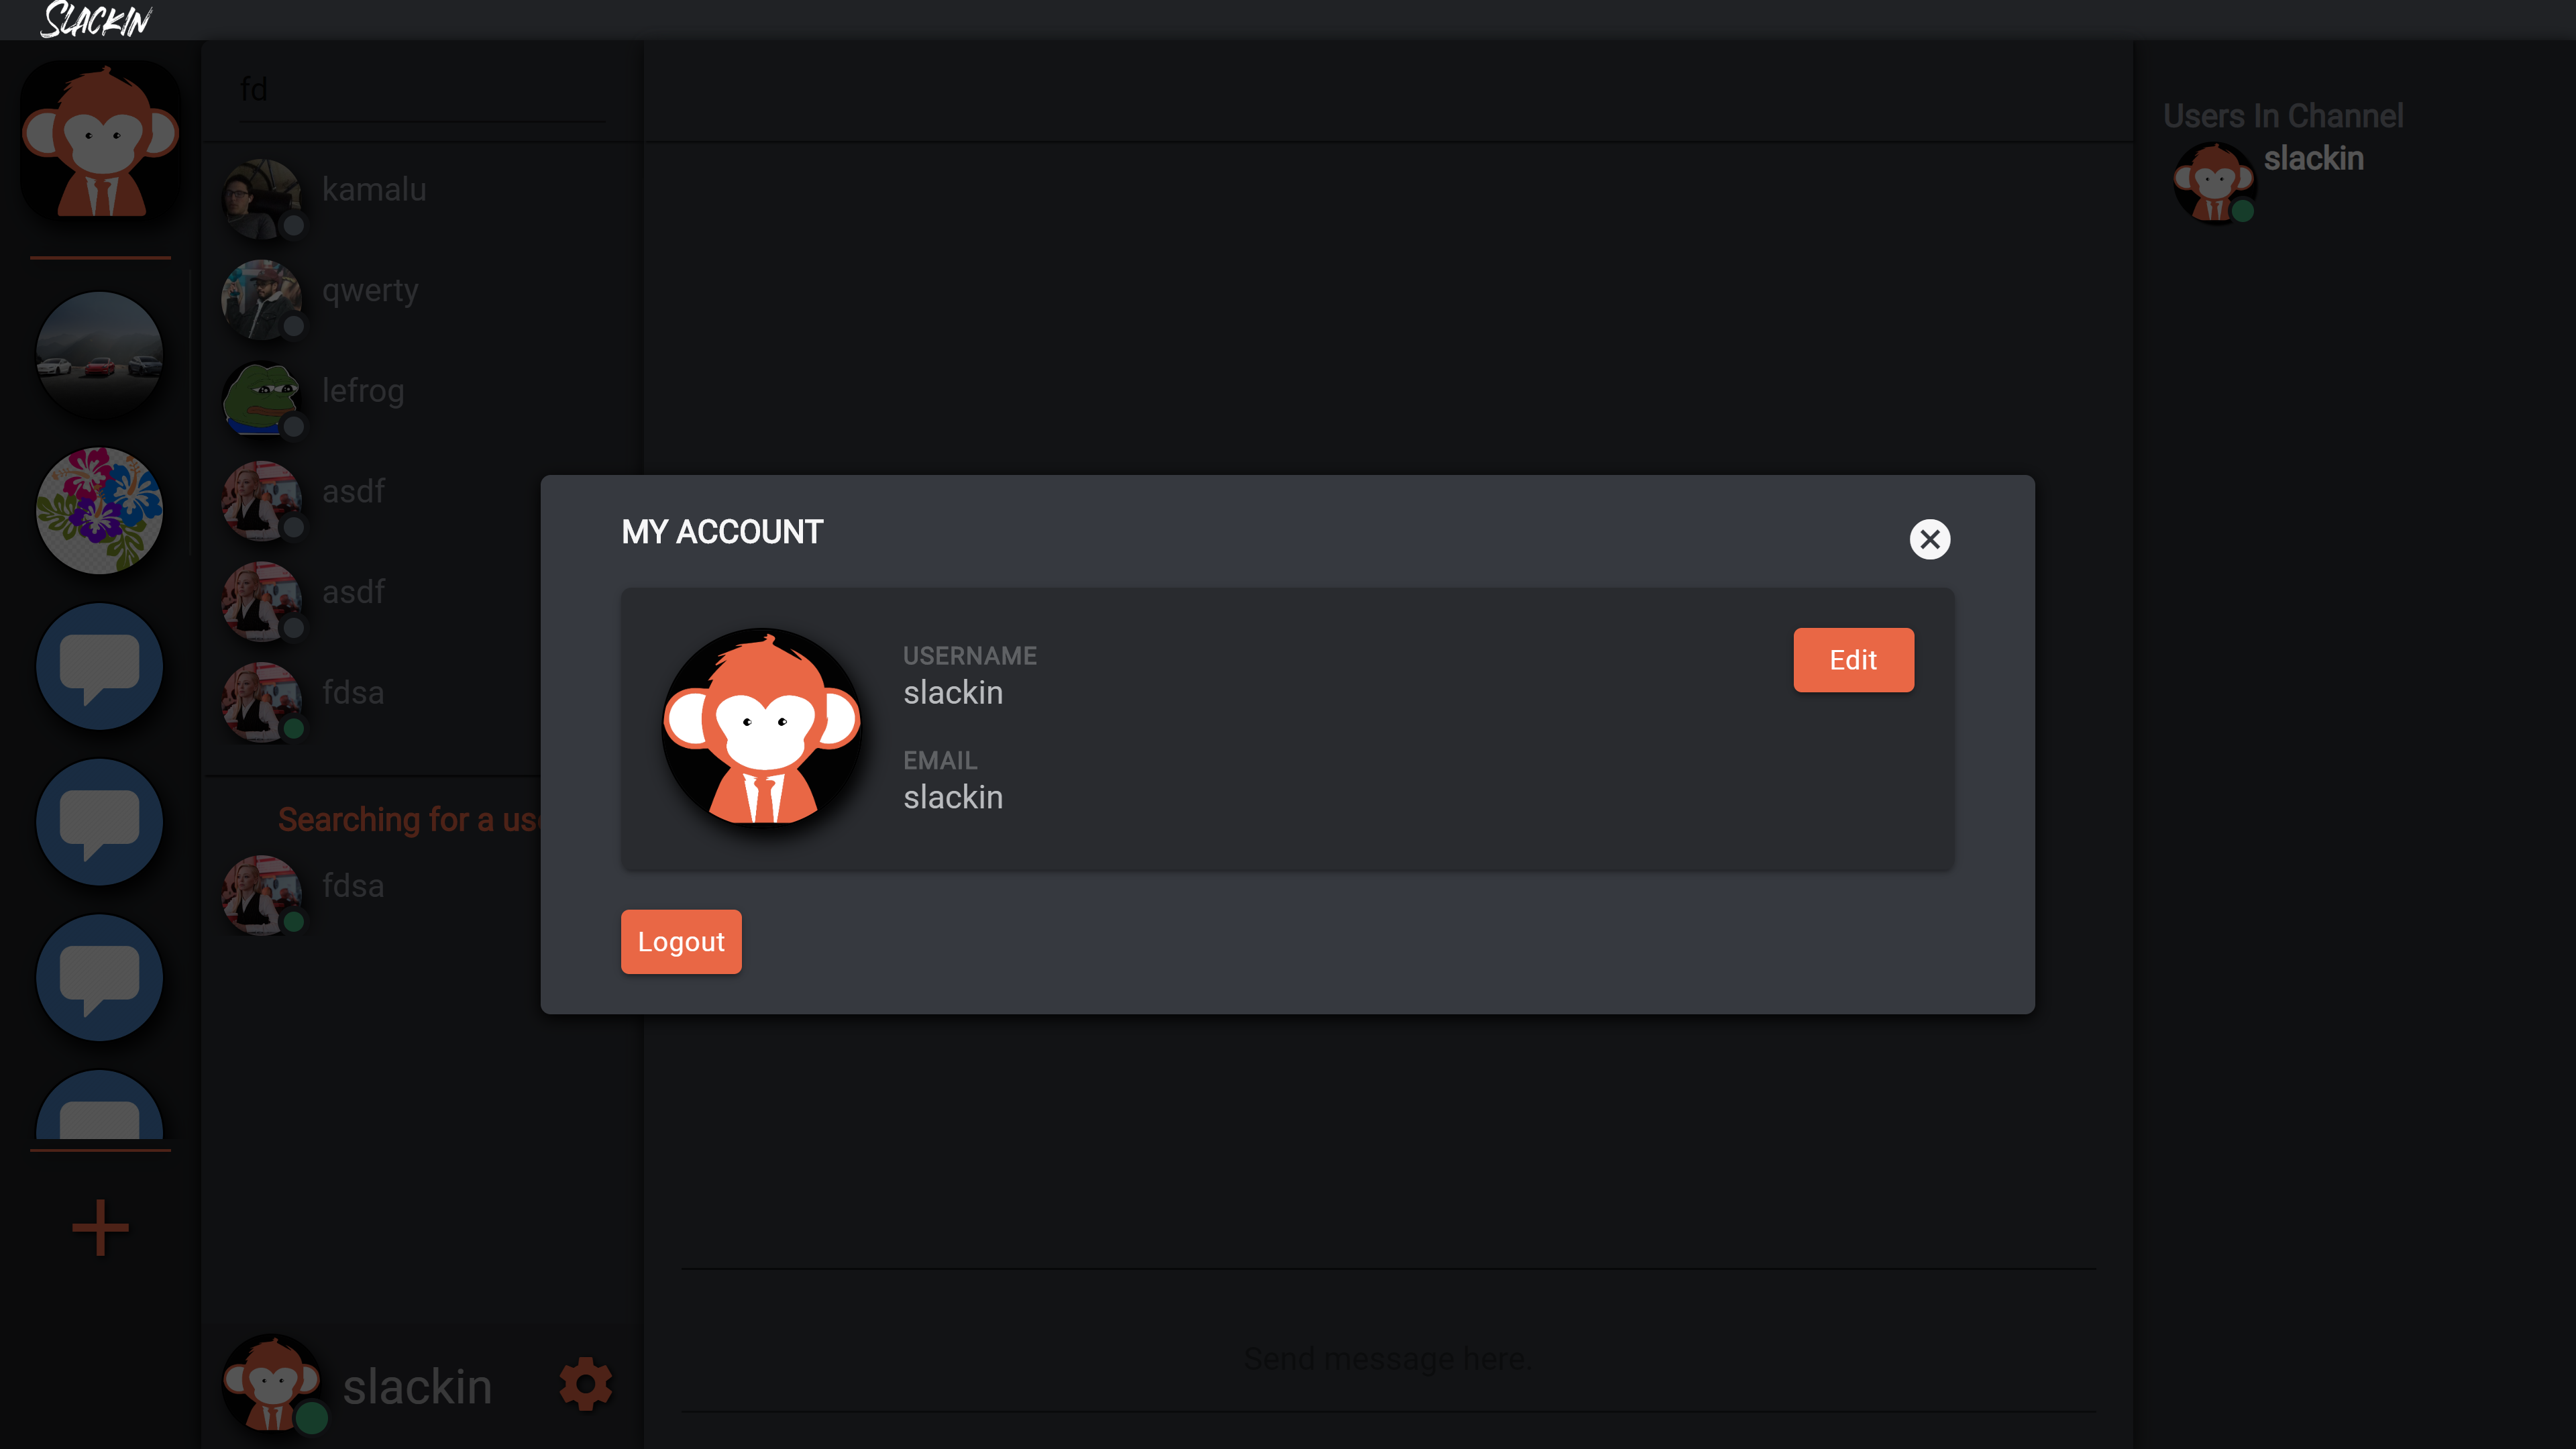 SLACKIN
fd
kamalu
qwerty
lefrog
asdf
asdf
fdsa
Searching for a use
fdsa
slackin
MY ACCOUNT
USERNAME
slackin
Edit
EMAIL
slackin
Logout
Send message here.
Users In Channel
slackin